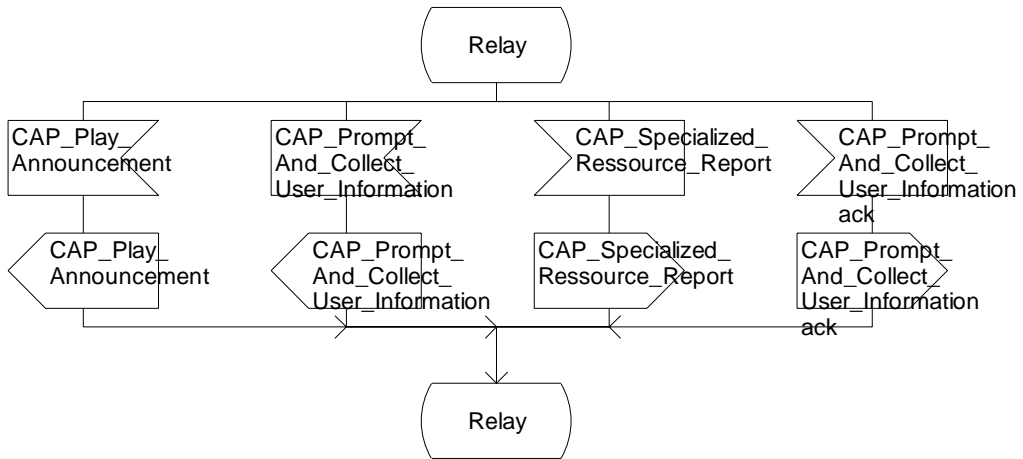 Relay
CAP_Play_
Announcement
CAP_Prompt_
And_Collect_
User_Information
CAP_Specialized_
Ressource_Report
CAP_Prompt_
And_Collect_
User_Information
ack
CAP_Play_
Announcement
CAP_Prompt_
And_Collect_
User_Information
CAP_Specialized_
Ressource_Report
CAP_Prompt_
And_Collect_
User_Information
ack
Relay